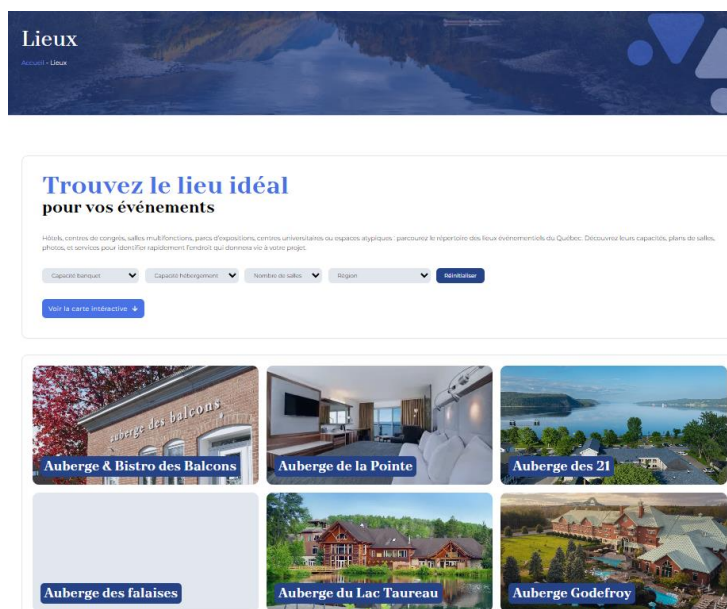 Lieux
Accueil - Lieux
Trouvez le lieu idéal
pour vos événements
Hôtels, centres de congrès, salles multifonctions, parcs d'expositions, centres universitaires ou espaces atypiques : parcourez le répertoire des lieux événementiels du Québec. Découvrez leurs capacités, plans de salles,
photos, et services pour identifier rapidement l'endroit qui donnera vie à votre projet.
Capacité banquet Capacité hébergement Nombre de salles Région Réinitialiser
Voir la carte intéractive
auberge des balcons
Auberge & Bistro des Balcons Auberge de la Pointe Auberge des 21
Auberge des falaises Auberge du Lac Taureau Auberge Godefroy